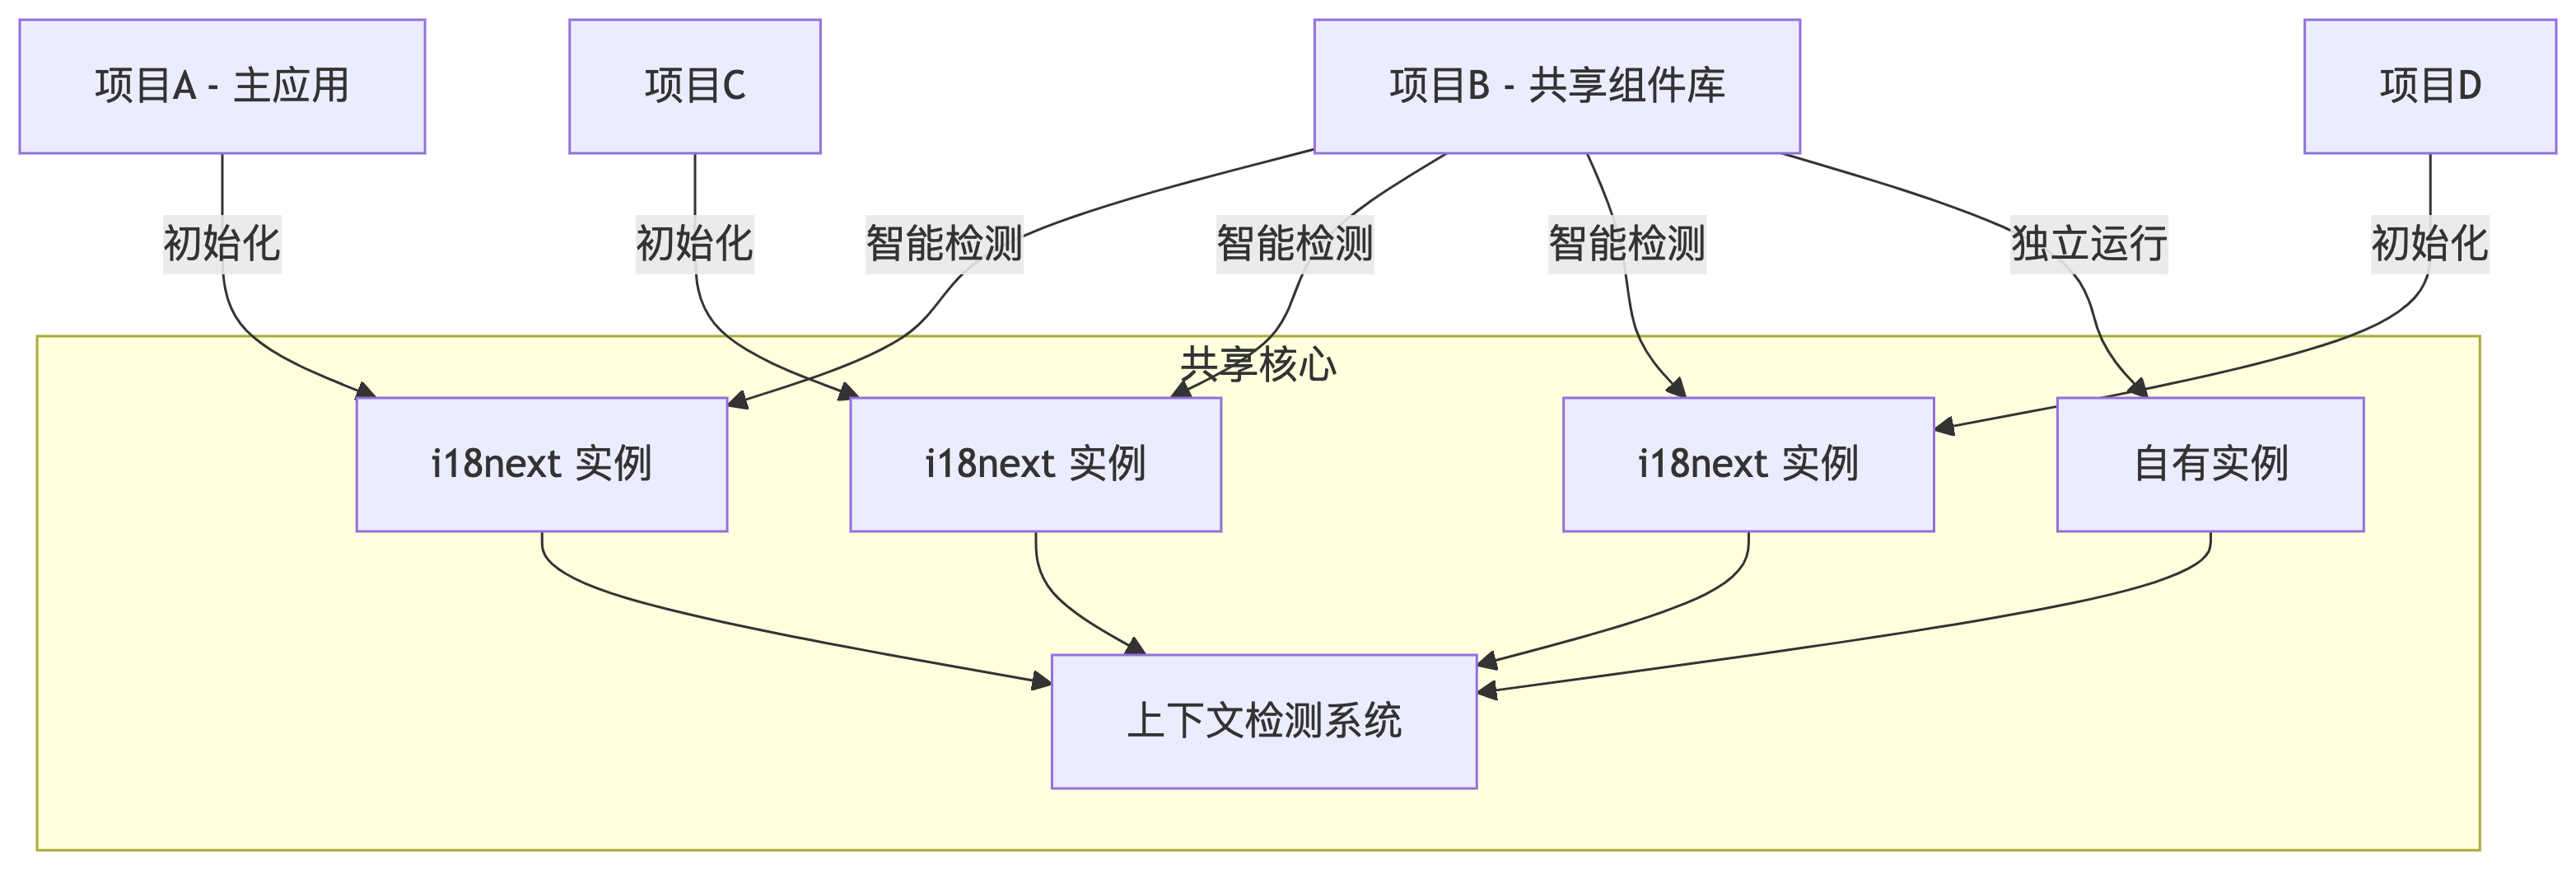 项目A - 主应用
项目C
项目B - 共享组件库
项目D
初始化
初始化
智能检测
智能检测
智能检测
独立运行
初始化
共享核心
i18next 实例
i18next 实例
i18next 实例
自有实例
上下文检测系统